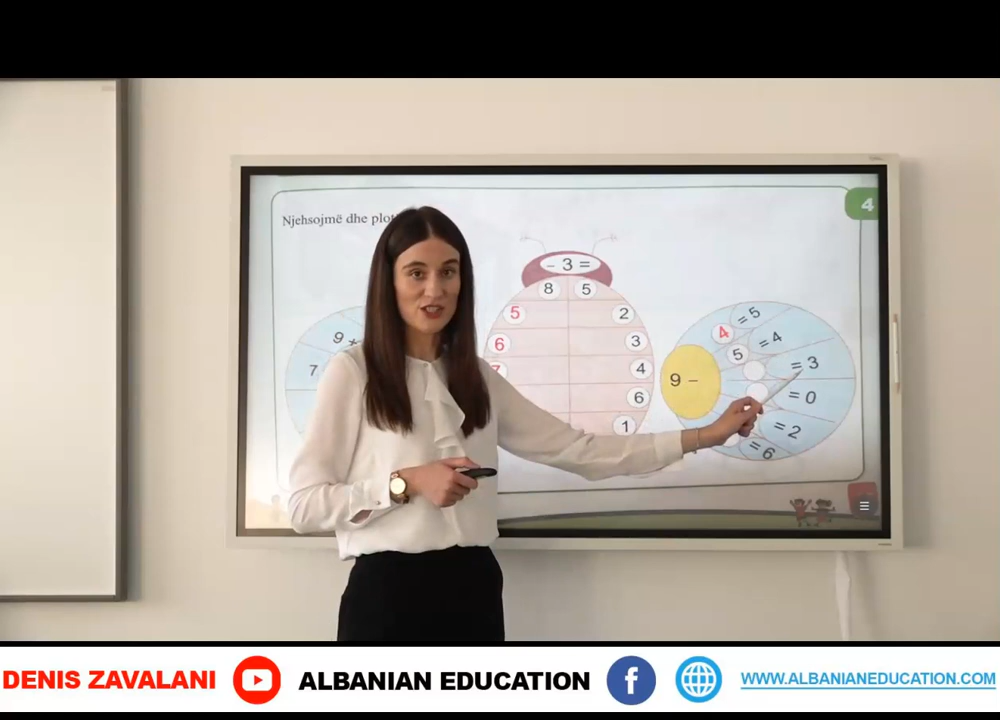 4
Njehsojmë dhe
- 3 =
8 5
5 2
6 3
7 4
6
1
9
7
9 -
4 = 5
5 = 4
= 3
= 0
= 2
= 6
DENIS ZAVALANI
ALBANIAN EDUCATION
f
WWW.ALBANIANEDUCATION.COM